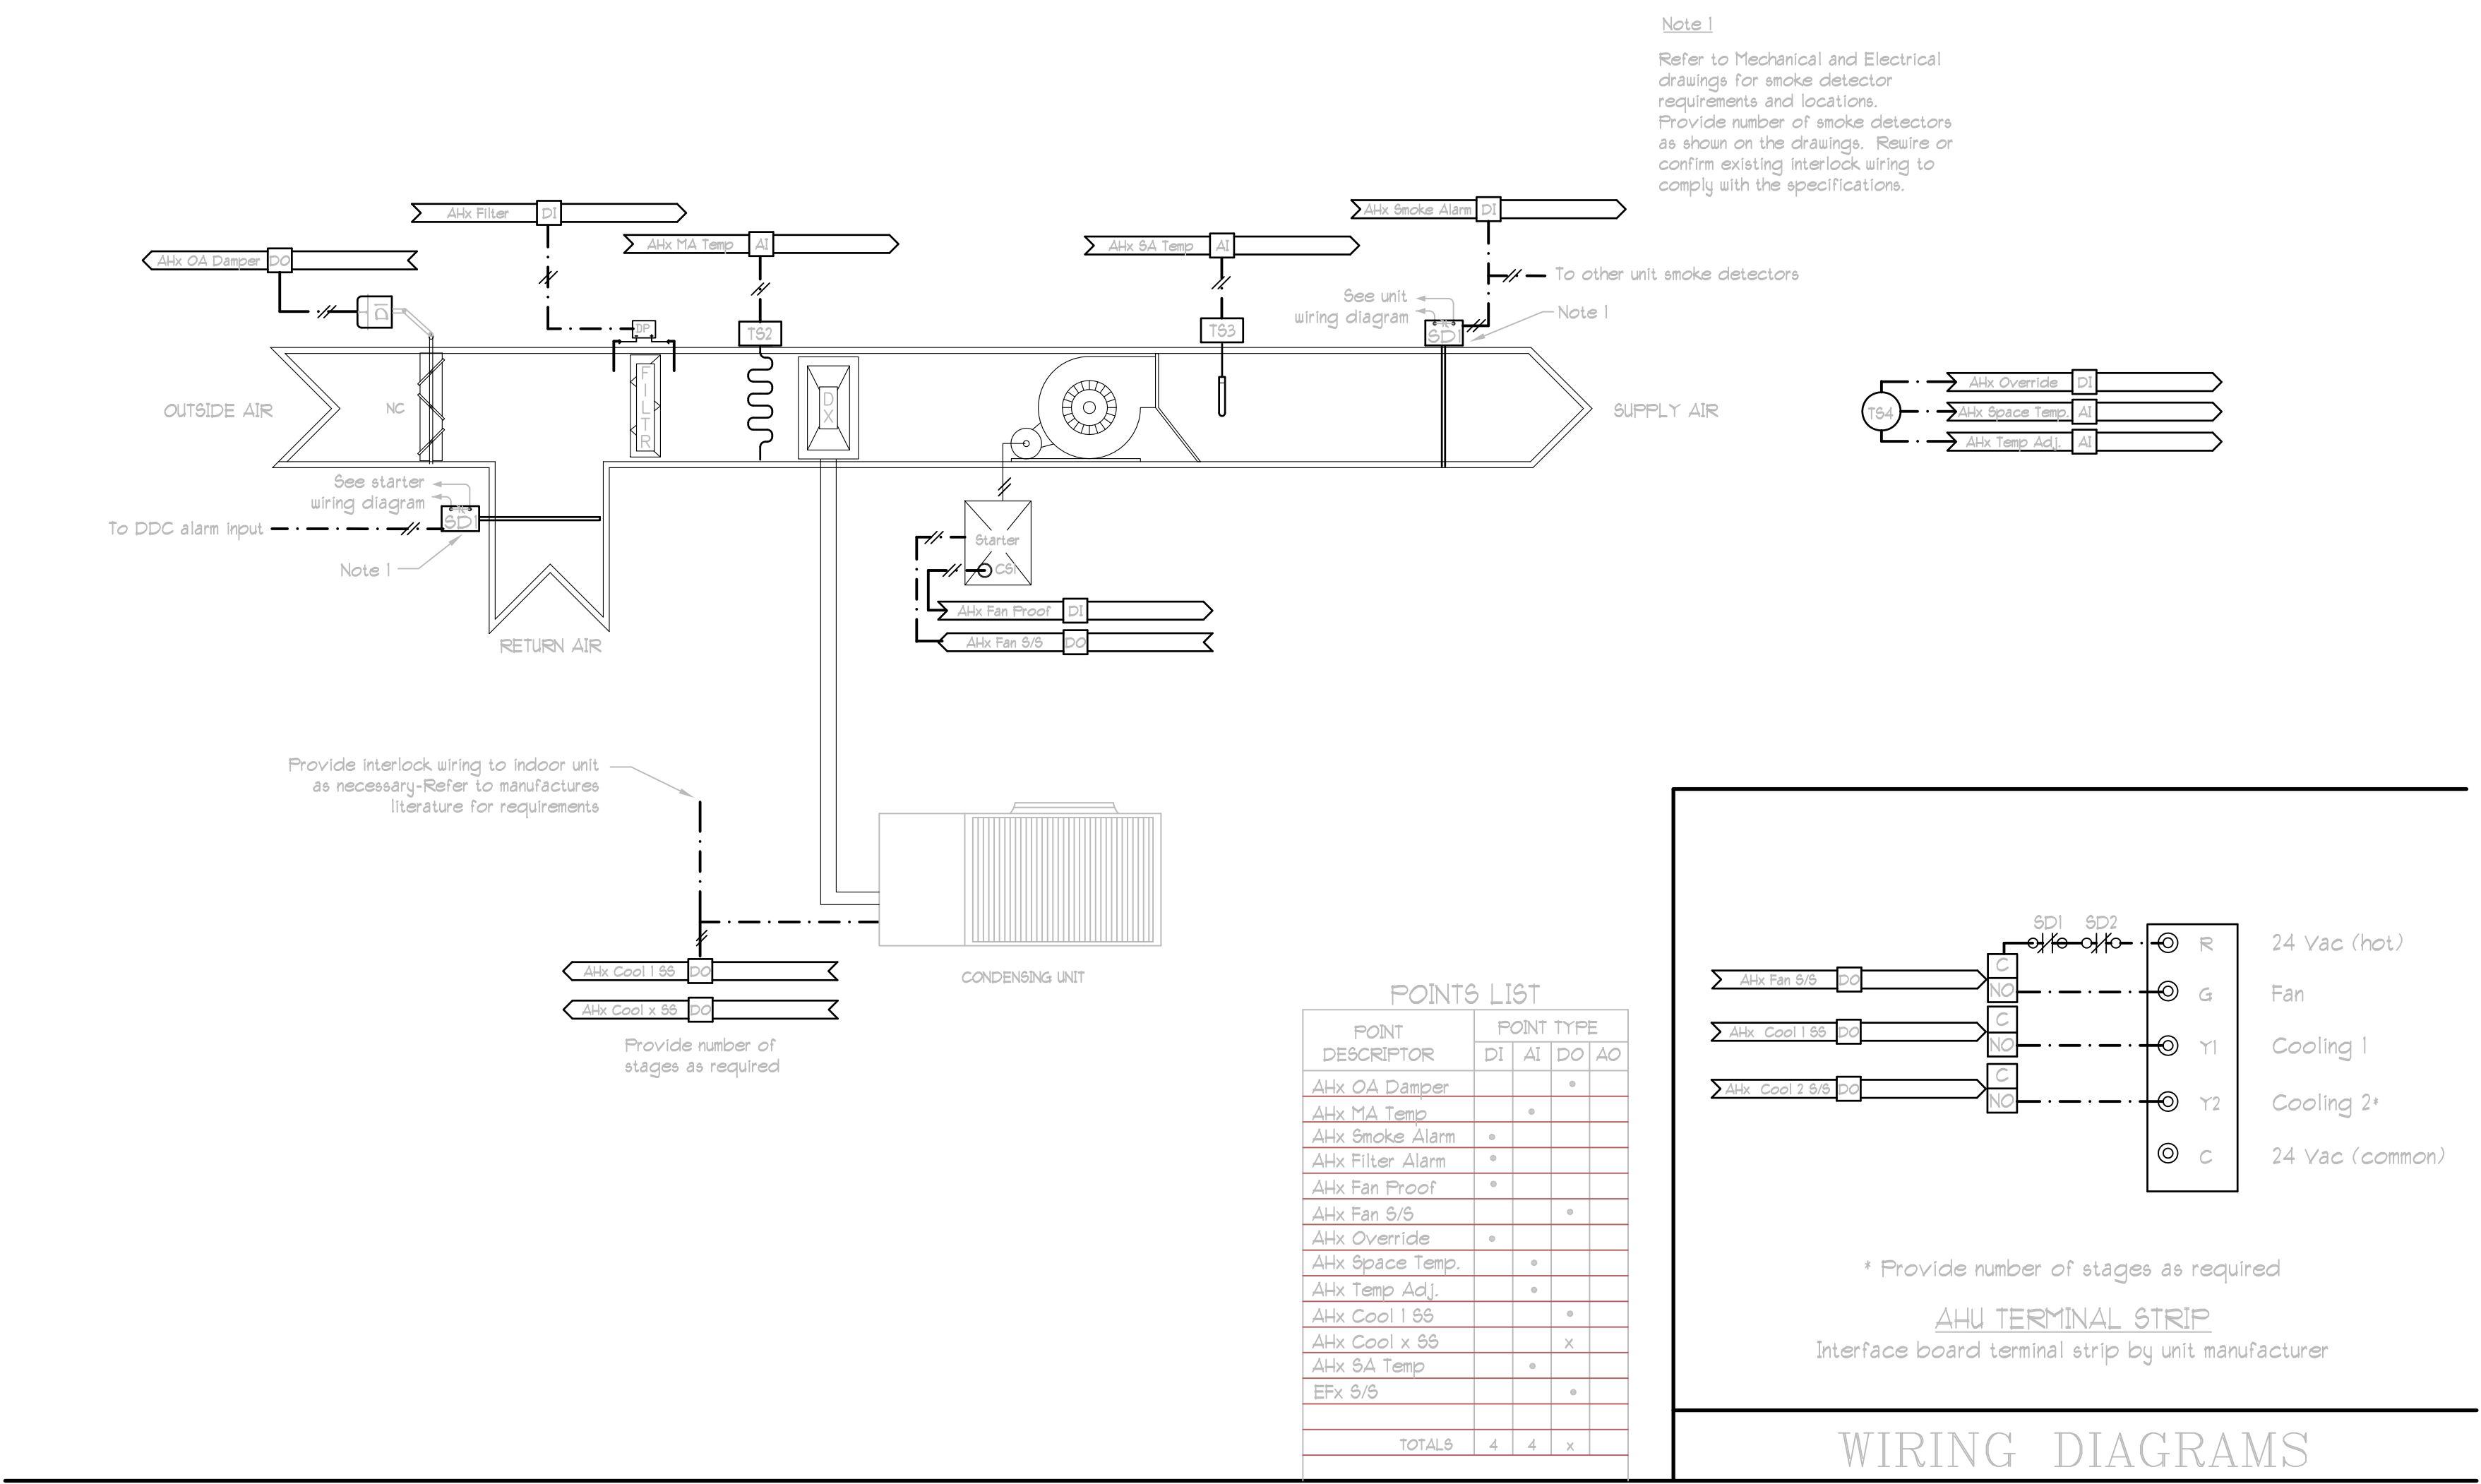 Note 1
Refer to Mechanical and Electrical
drawings for smoke detector
requirements and locations.
Provide number of smoke detectors
as shown on the drawings.  Rewire or
confirm existing interlock wiring to
comply with the specifications.
AHx Filter DI
AHx Smoke Alarm DI
AHx OA Damper DO
AHx MA Temp AI
AHx SA Temp AI
To other unit smoke detectors
See unit
wiring diagram
Note 1
D1
DP
TS2
TS3
SD1
OUTSIDE AIR
NC
FILTR
DX
SUPPLY AIR
TS4
AHx Override DI
AHx Space Temp. AI
AHx Temp Adj. AI
See starter
wiring diagram
To DDC alarm input
SD1
Note 1
RETURN AIR
Starter
CS1
AHx Fan Proof DI
AHx Fan S/S DO
Provide interlock wiring to indoor unit
as necessary-Refer to manufactures
literature for requirements
AHx Cool 1 SS DO
AHx Cool x SS DO
Provide number of
stages as required
CONDENSING UNIT
POINTS LIST
POINT
DESCRIPTOR
POINT TYPE
DI AI DO AO
AHx OA Damper
AHx MA Temp
AHx Smoke Alarm
AHx Filter Alarm
AHx Fan Proof
AHx Fan S/S
AHx Override
AHx Space Temp.
AHx Temp Adj.
AHx Cool 1 SS
AHx Cool x SS x
AHx SA Temp
EFx S/S
TOTALS 4 4 x
SD1 SD2
AHx Fan S/S DO
C
NO
AHx Cool 1 SS DO
C
NO
AHx Cool 2 S/S DO
C
NO
R 24 Vac (hot)
G Fan
Y1 Cooling 1
Y2 Cooling 2*
C 24 Vac (common)
* Provide number of stages as required
AHU TERMINAL STRIP
Interface board terminal strip by unit manufacturer
WIRING DIAGRAMS